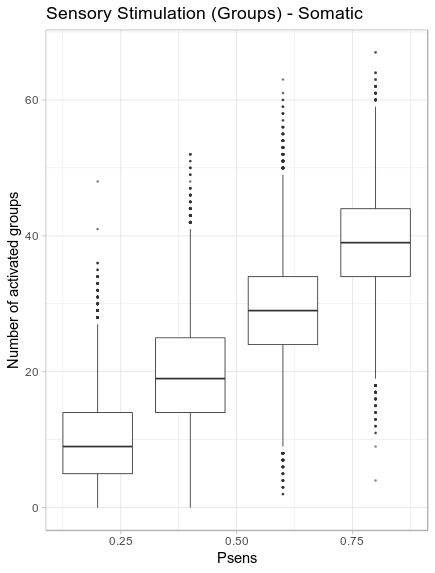 Sensory Stimulation (Groups) - Somatic
Number of activated groups
60
40
20
0
0.25 0.50 0.75
Psens